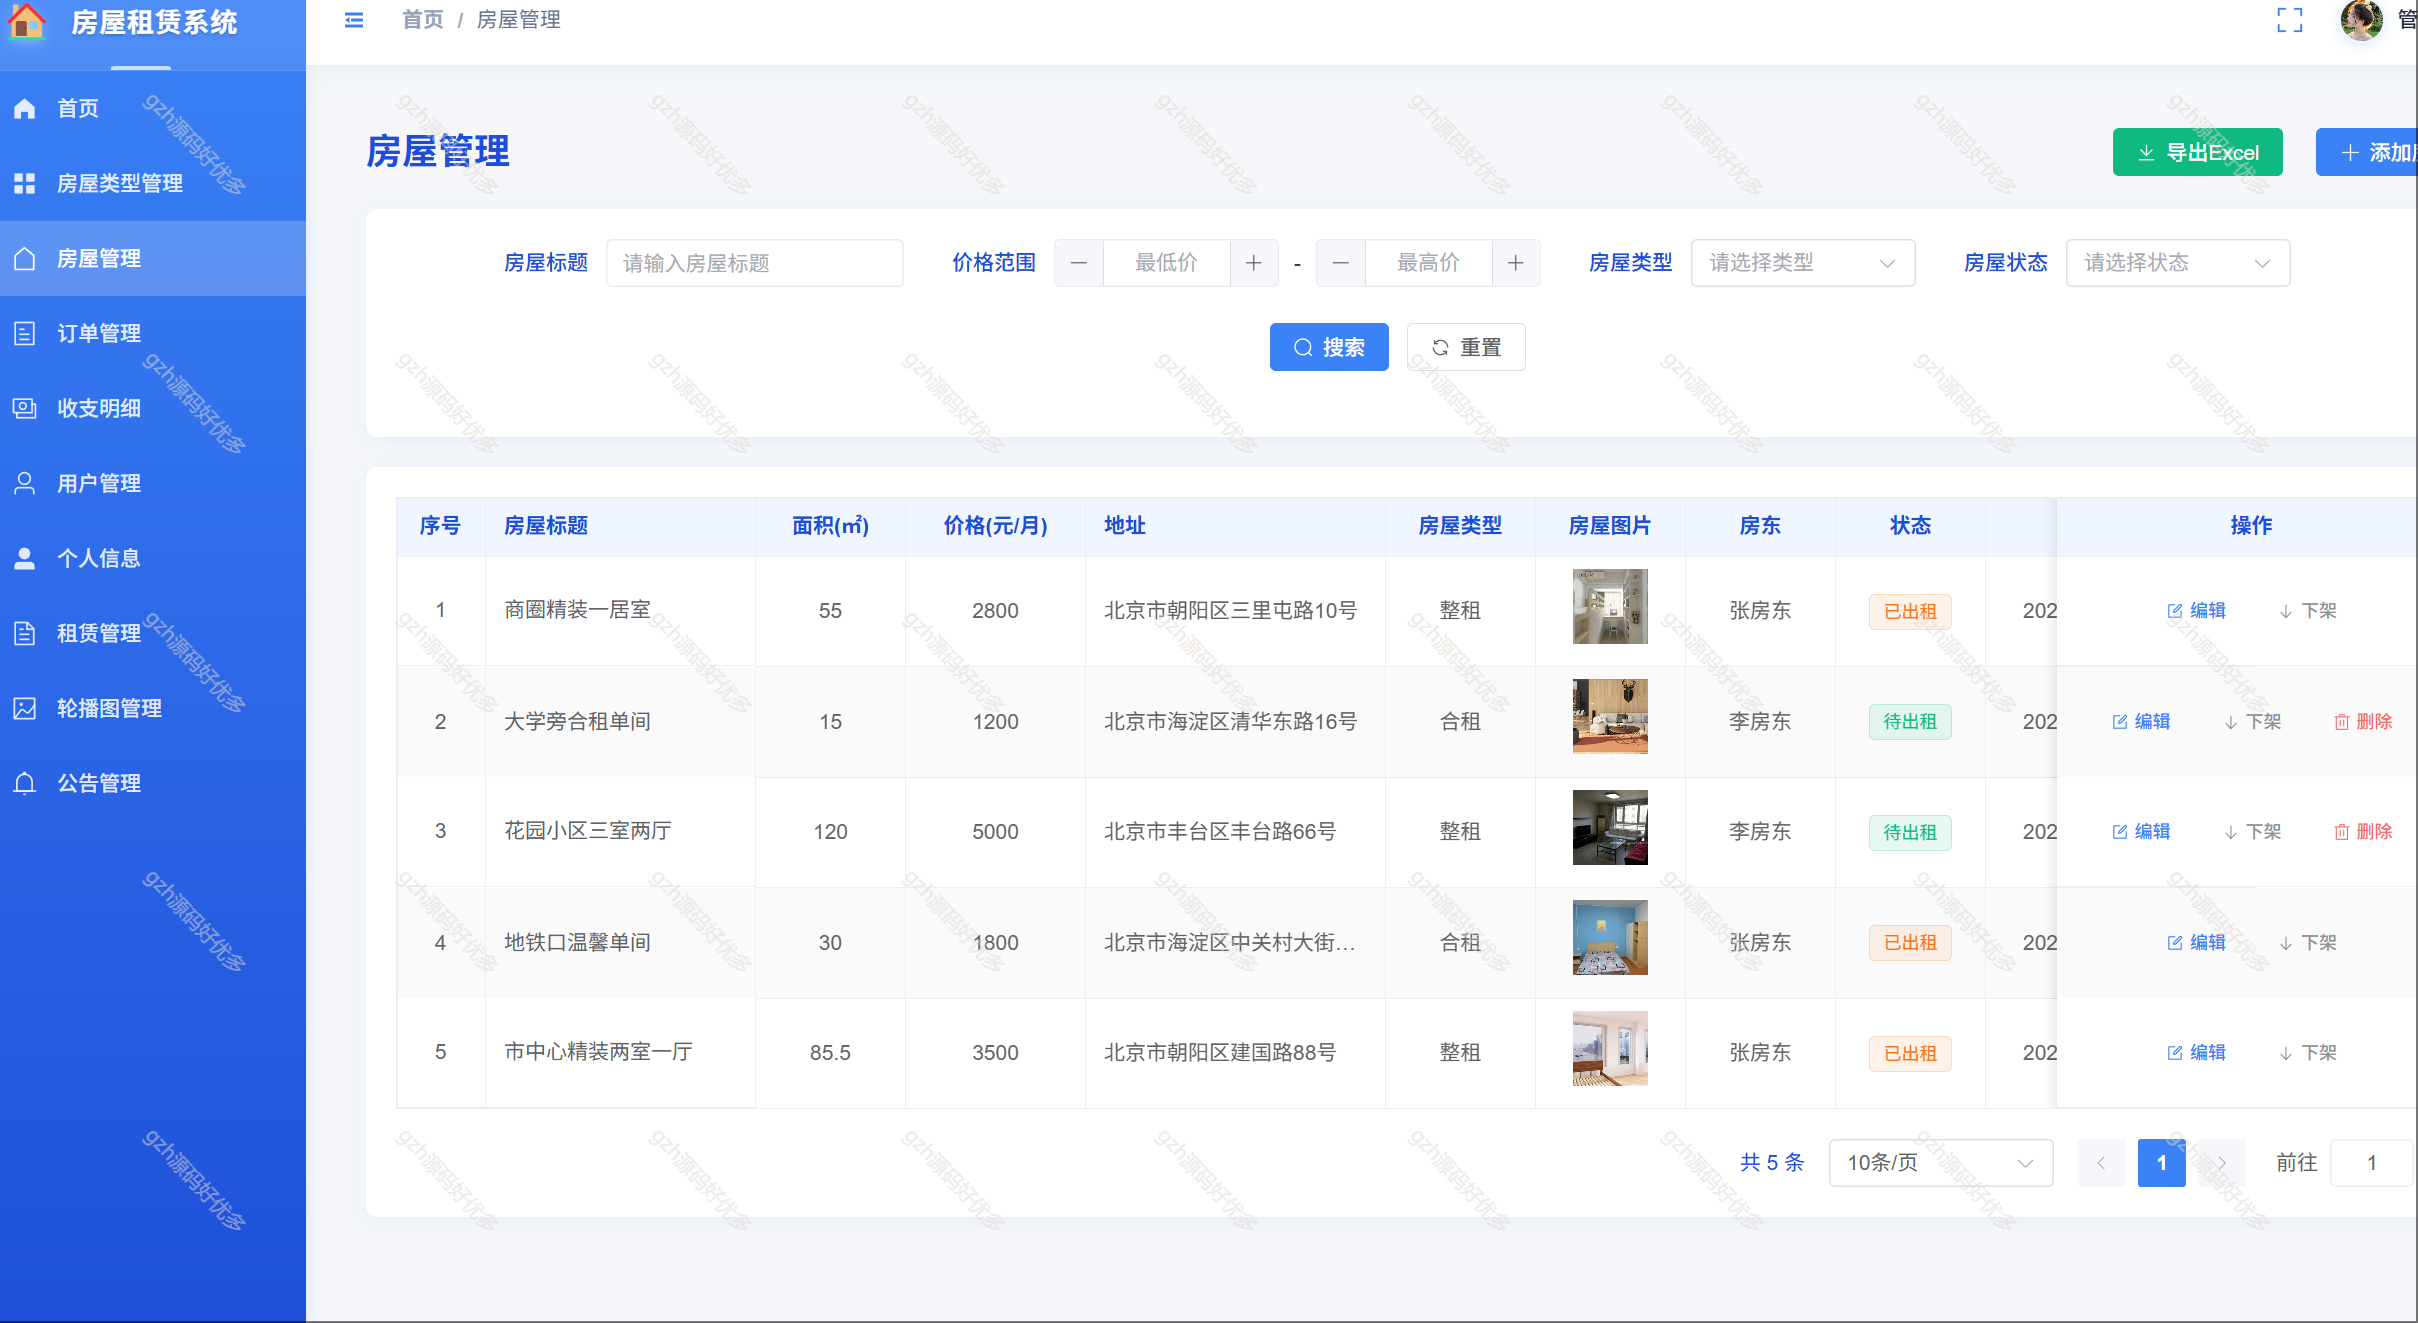 房屋租赁系统
首页 / 房屋管理
管
首页
房屋类型管理
房屋管理
订单管理
收支明细
用户管理
个人信息
租赁管理
轮播图管理
公告管理
房屋管理
导出Excel
添加
房屋标题 请输入房屋标题 价格范围 最低价 - 最高价 房屋类型 请选择类型 房屋状态 请选择状态
搜索 重置
序号 房屋标题 面积(㎡) 价格(元/月) 地址 房屋类型 房屋图片 房东 状态 操作
1 商圈精装一居室 55 2800 北京市朝阳区三里屯路10号 整租 张房东 已出租 202 编辑 下架
2 大学旁合租单间 15 1200 北京市海淀区清华东路16号 合租 李房东 待出租 202 编辑 下架 删除
3 花园小区三室两厅 120 5000 北京市丰台区丰台路66号 整租 李房东 待出租 202 编辑 下架 删除
4 地铁口温馨单间 30 1800 北京市海淀区中关村大街... 合租 张房东 已出租 202 编辑 下架
5 市中心精装两室一厅 85.5 3500 北京市朝阳区建国路88号 整租 张房东 已出租 202 编辑 下架
共 5 条 10条/页 1 前往 1
gzh源码好优多